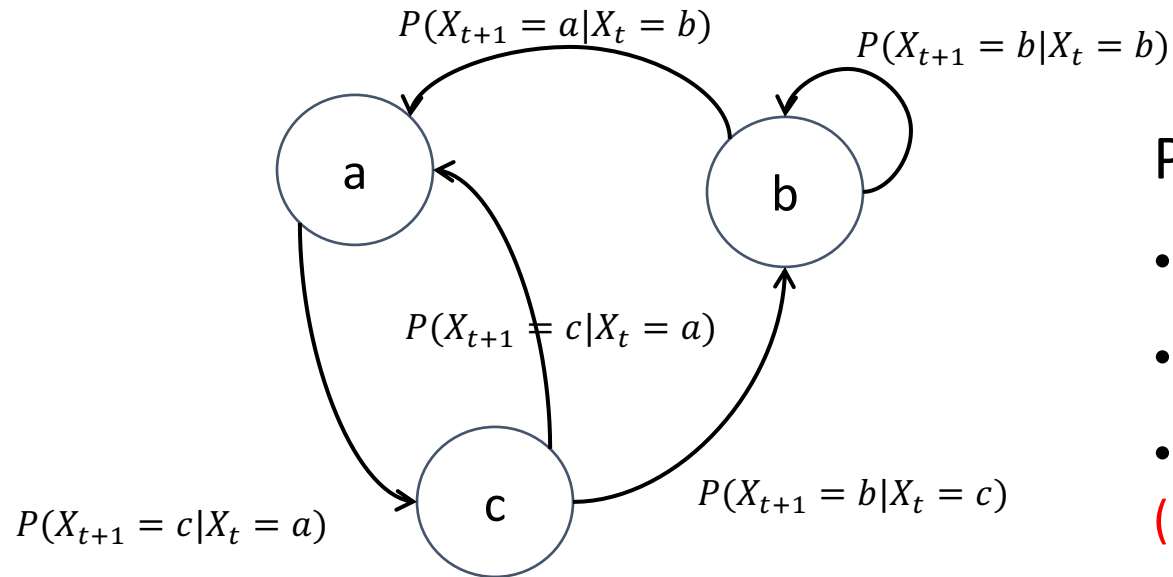 P(X_{t+1} = a|X_t = b)
P(X_{t+1} = b|X_t = b)
a
b
P
•
P(X_{t+1} = c|X_t = a)
•
•
c
P(X_{t+1} = b|X_t = c)
P(X_{t+1} = c|X_t = a)
(